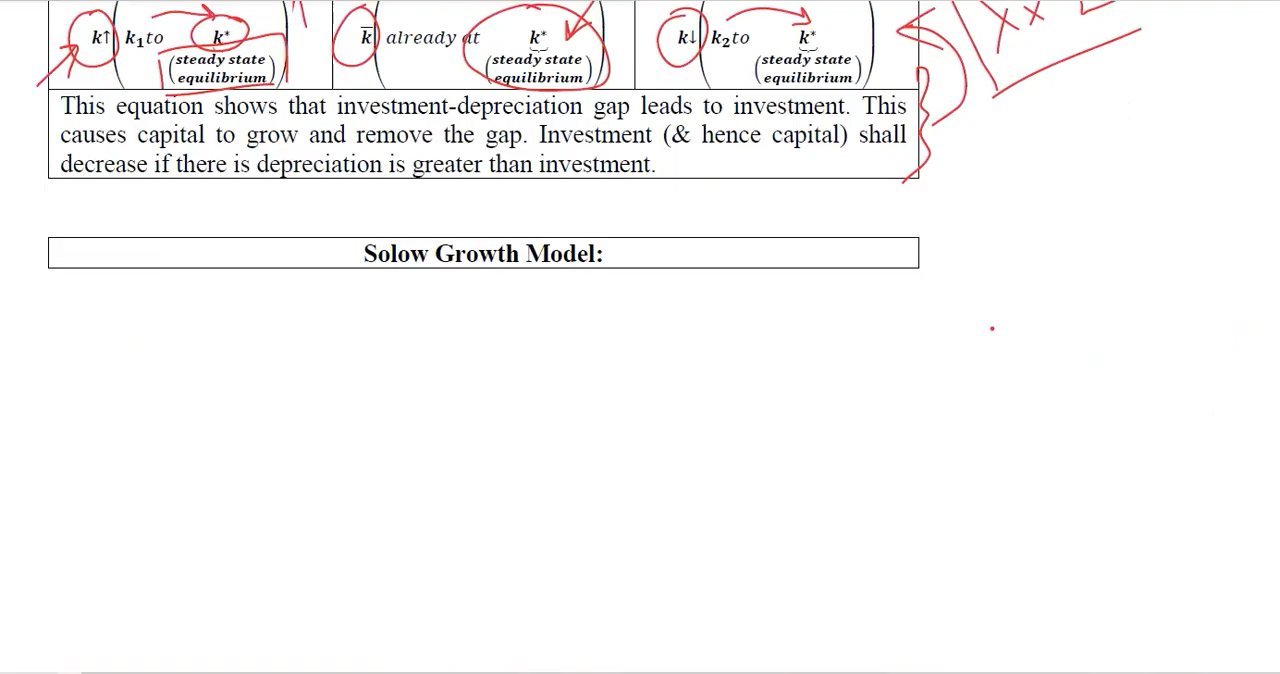 k↑ ( k₁ to k* (steady state equilibrium) )
k̅ ( already at k* (steady state equilibrium) )
k↓ ( k₂ to k* (steady state equilibrium) )
This equation shows that investment-depreciation gap leads to investment. This
causes capital to grow and remove the gap. Investment (& hence capital) shall
decrease if there is depreciation is greater than investment.
Solow Growth Model: